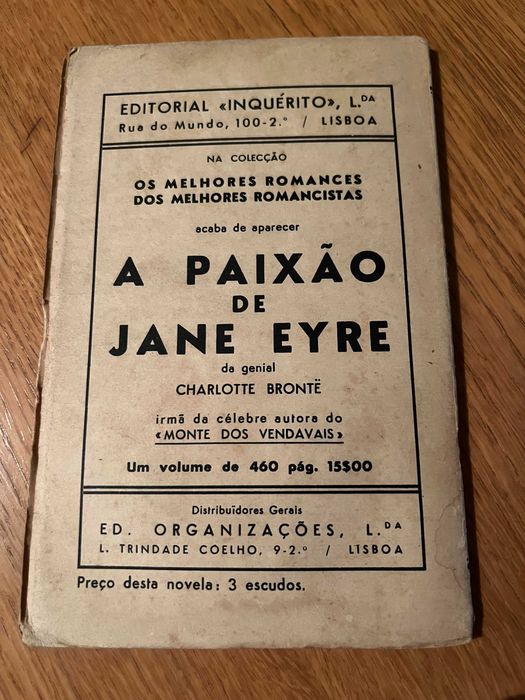 EDITORIAL «INQUÉRITO», L.DA
Rua do Mundo, 100-2.º / LISBOA
NA COLECÇÃO
OS MELHORES ROMANCES
DOS MELHORES ROMANCISTAS
acaba de aparecer
A PAIXÃO
DE
JANE EYRE
da genial
CHARLOTTE BRONTË
irmã da célebre autora do
«MONTE DOS VENDAVAIS»
Um volume de 460 pág. 15$00
Distribuïdores Gerais
ED. ORGANIZAÇÕES, L.DA
L. TRINDADE COELHO, 9-2.º / LISBOA
Preço desta novela: 3 escudos.